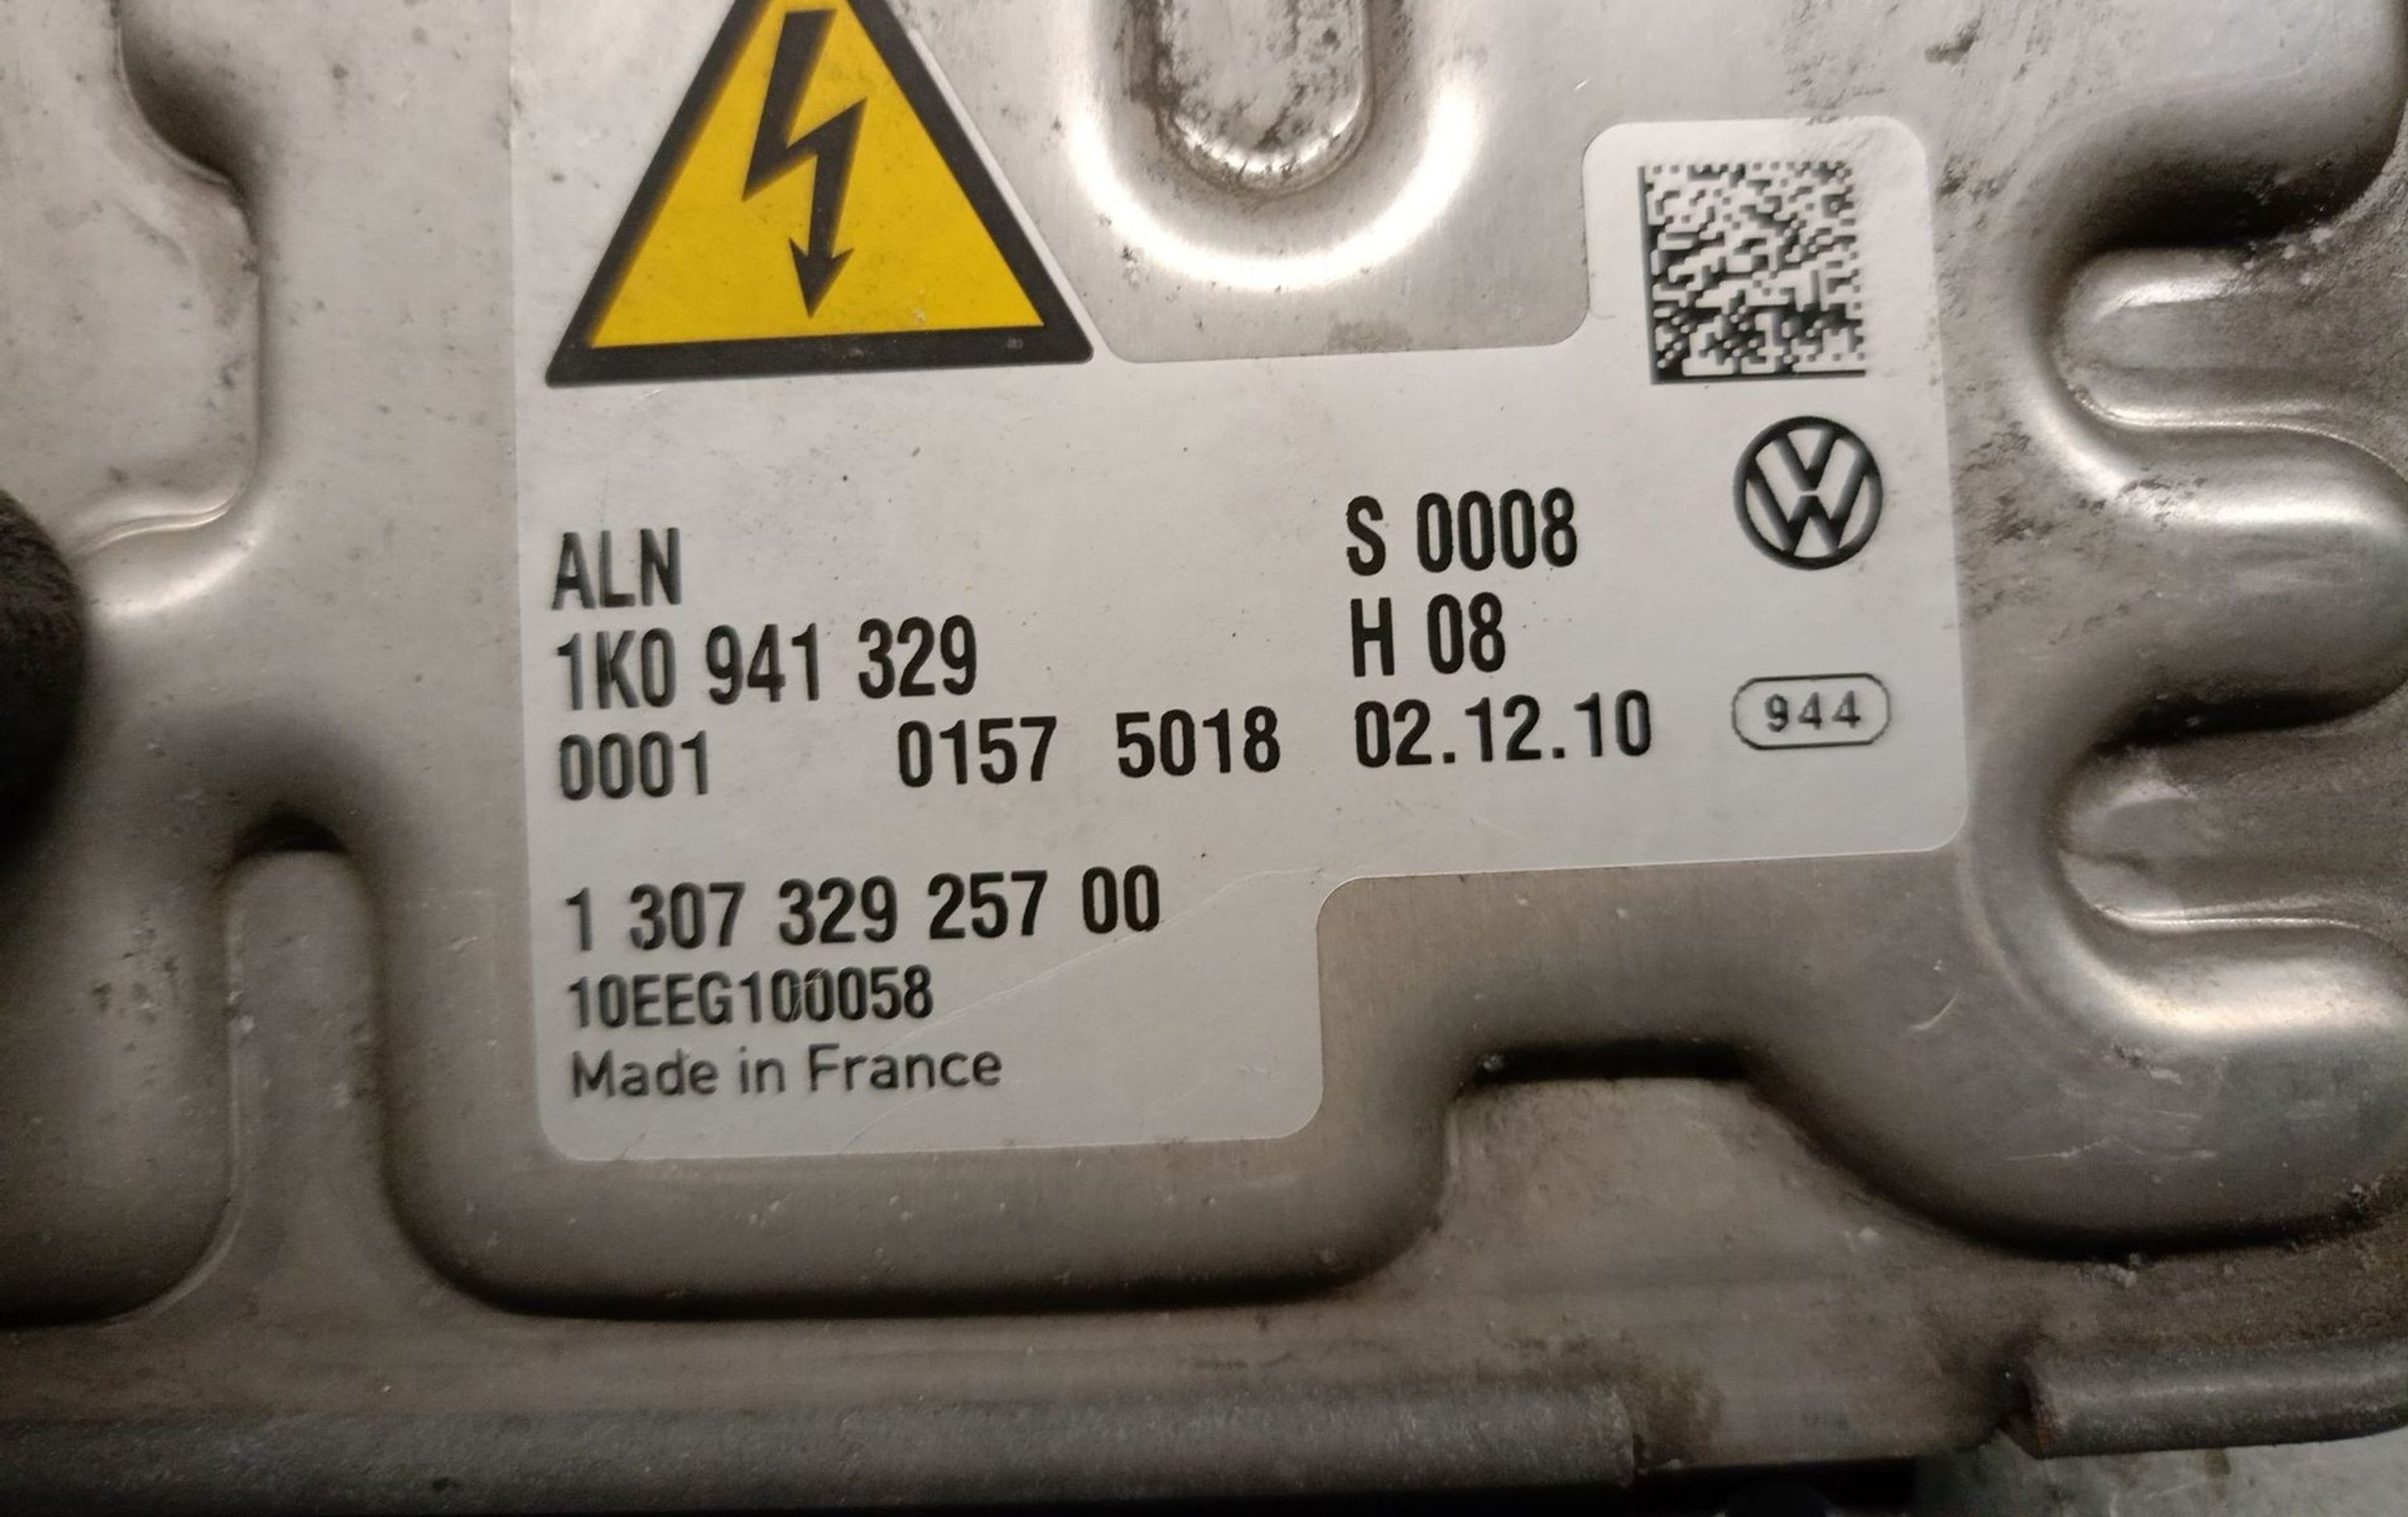 ALN S 0008
1K0 941 329 H 08
0001 0157 5018 02.12.10 944
1 307 329 257 00
10EEG100058
Made in France